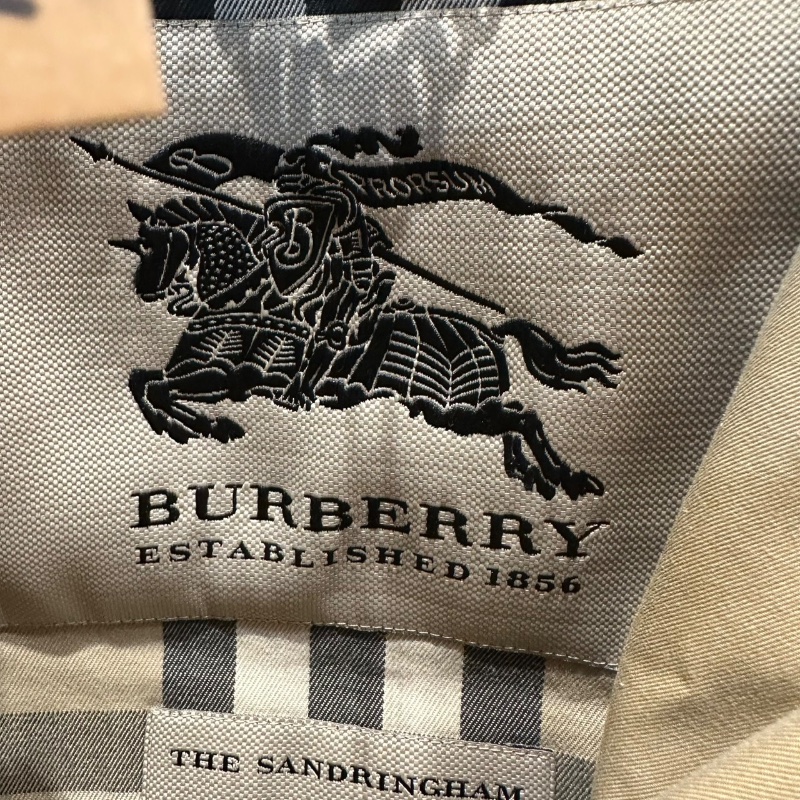 B
PRORSUM
B
BURBERRY
ESTABLISHED 1856
THE SANDRINGHAM